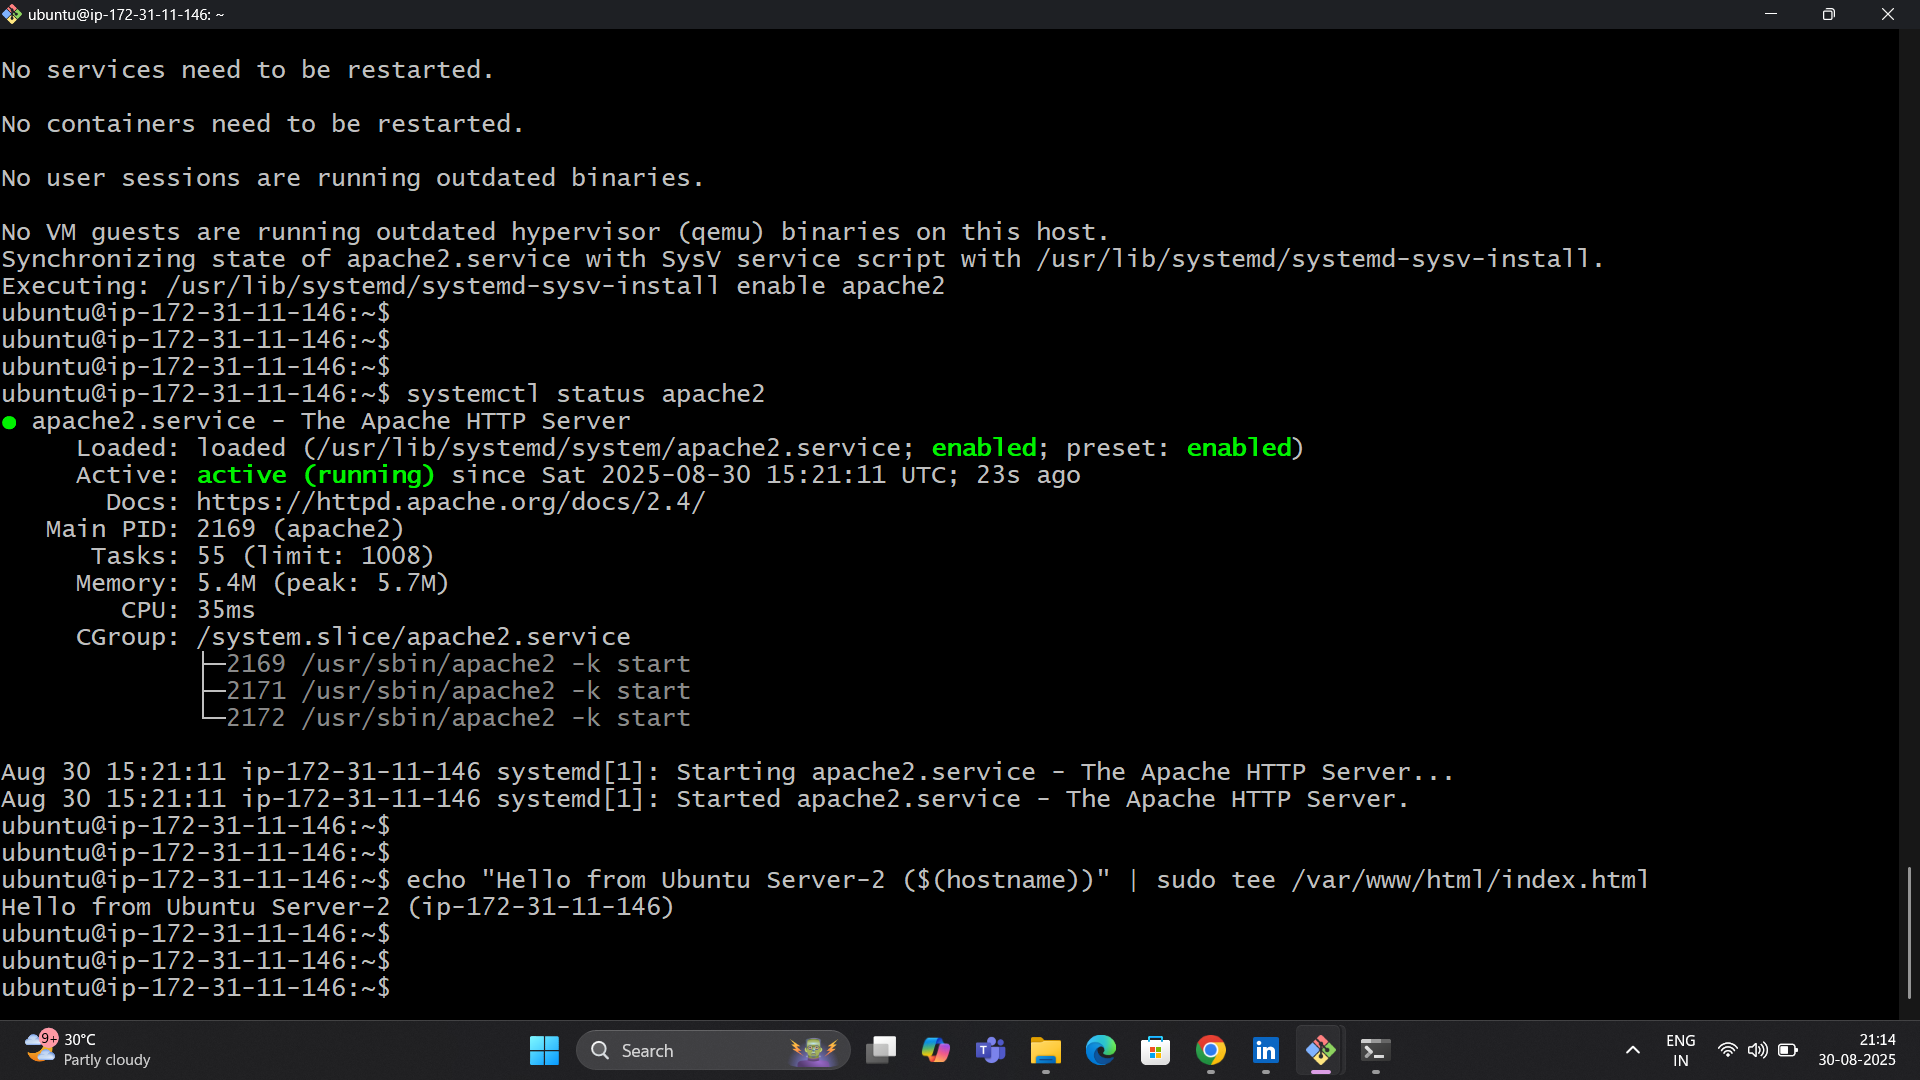 ubuntu@ip-172-31-11-146: ~
No services need to be restarted.
No containers need to be restarted.
No user sessions are running outdated binaries.
No VM guests are running outdated hypervisor (qemu) binaries on this host.
Synchronizing state of apache2.service with SysV service script with /usr/lib/systemd/systemd-sysv-install.
Executing: /usr/lib/systemd/systemd-sysv-install enable apache2
ubuntu@ip-172-31-11-146:~$
ubuntu@ip-172-31-11-146:~$
ubuntu@ip-172-31-11-146:~$
ubuntu@ip-172-31-11-146:~$ systemctl status apache2
● apache2.service - The Apache HTTP Server
     Loaded: loaded (/usr/lib/systemd/system/apache2.service; enabled; preset: enabled)
     Active: active (running) since Sat 2025-08-30 15:21:11 UTC; 23s ago
       Docs: https://httpd.apache.org/docs/2.4/
   Main PID: 2169 (apache2)
      Tasks: 55 (limit: 1008)
     Memory: 5.4M (peak: 5.7M)
        CPU: 35ms
     CGroup: /system.slice/apache2.service
             ├─2169 /usr/sbin/apache2 -k start
             ├─2171 /usr/sbin/apache2 -k start
             └─2172 /usr/sbin/apache2 -k start
Aug 30 15:21:11 ip-172-31-11-146 systemd[1]: Starting apache2.service - The Apache HTTP Server...
Aug 30 15:21:11 ip-172-31-11-146 systemd[1]: Started apache2.service - The Apache HTTP Server.
ubuntu@ip-172-31-11-146:~$
ubuntu@ip-172-31-11-146:~$
ubuntu@ip-172-31-11-146:~$ echo "Hello from Ubuntu Server-2 ($(hostname))" | sudo tee /var/www/html/index.html
Hello from Ubuntu Server-2 (ip-172-31-11-146)
ubuntu@ip-172-31-11-146:~$
ubuntu@ip-172-31-11-146:~$
ubuntu@ip-172-31-11-146:~$
9+
30°C
Partly cloudy
Search
T
in
ENG
IN
21:14
30-08-2025